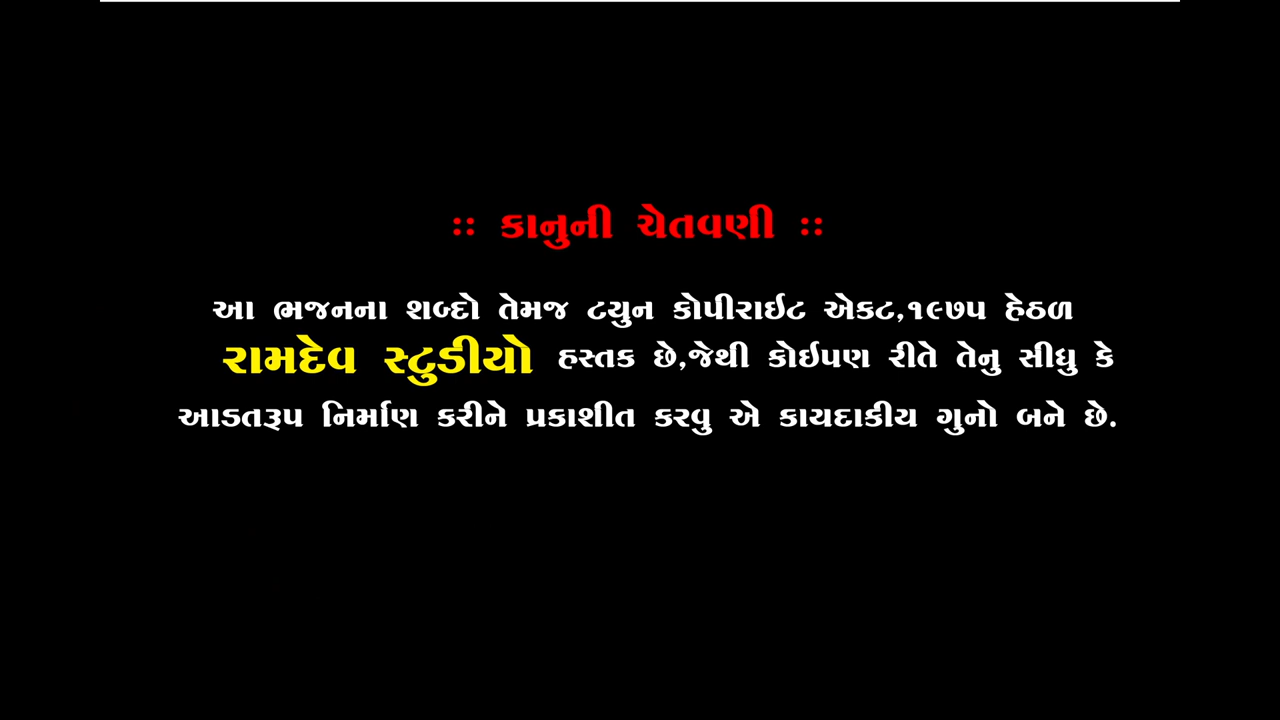 :: કાનુની ચેતવણી ::
આ ભજનના શબ્દો તેમજ ટયુન કોપીરાઈટ એકટ,૧૯૭૫ હેઠળ
રામદેવ સ્ટુડીયો હસ્તક છે,જેથી કોઈપણ રીતે તેનુ સીધુ કે
આડતરૂપ નિર્માણ કરીને પ્રકાશીત કરવુ એ કાયદાકીય ગુનો બને છે.